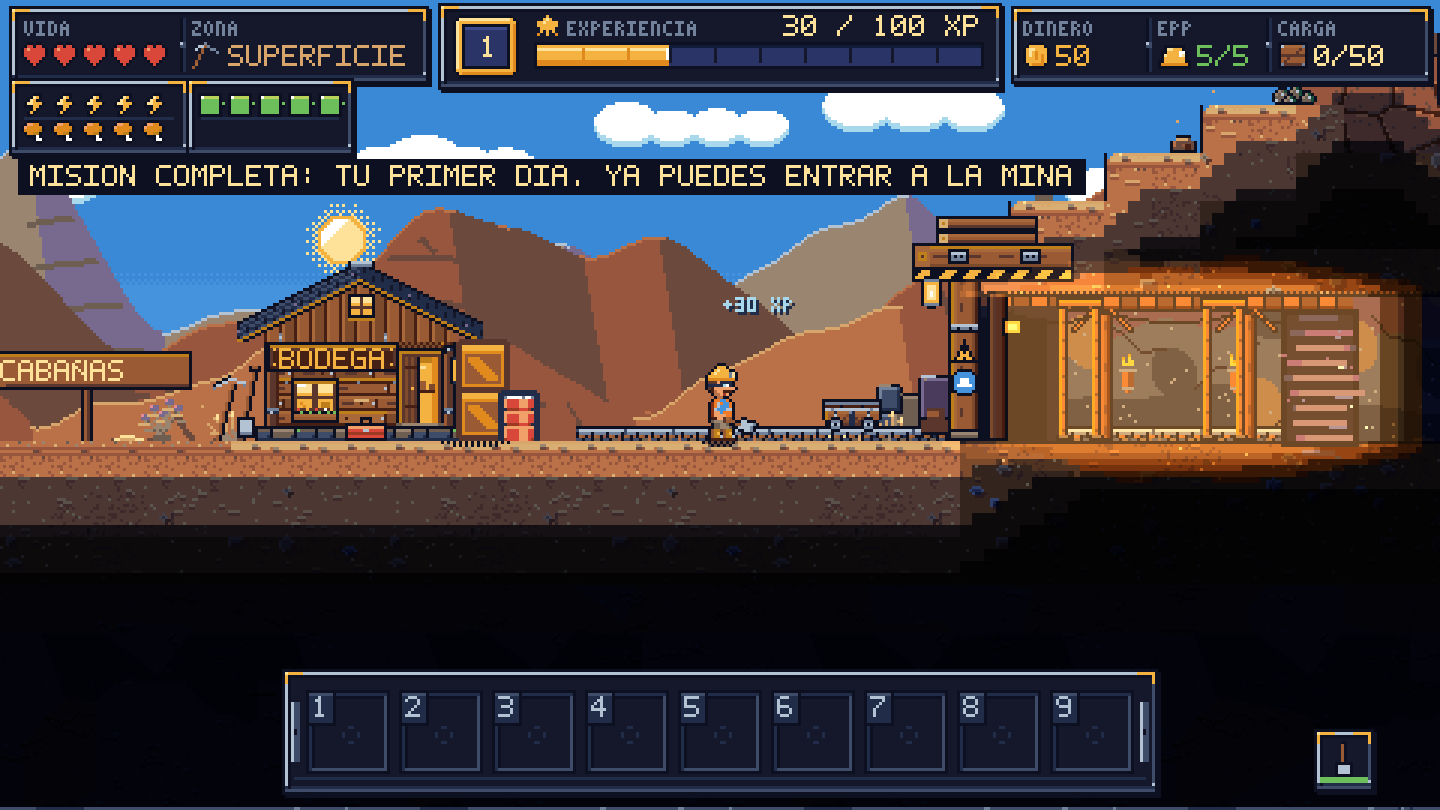 VIDA
ZONA
SUPERFICIE
1
EXPERIENCIA
30 / 100 XP
DINERO
50
EPP
5/5
CARGA
0/50
MISION COMPLETA: TU PRIMER DIA. YA PUEDES ENTRAR A LA MINA
+30 XP
BODEGA
CABAÑAS
1 2 3 4 5 6 7 8 9